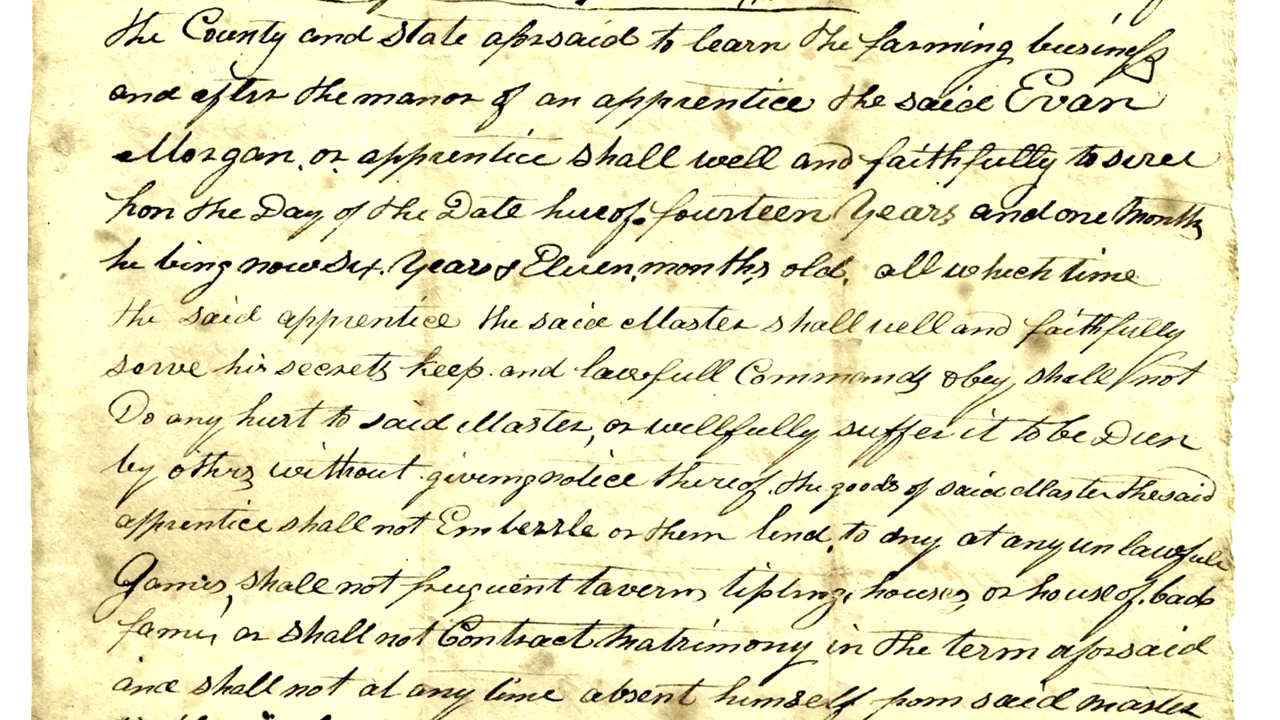 the County and State aforsaid to learn the farming business
and after the manor of an apprentice the said Evan
Morgan, or apprentice shall well and faithfully to serve
from the Day of the Date hereof. fourteen Years and one Month
he being now Six, Years & Eleven, months, old, all which time
the said apprentice the said Master shall well and faithfully
serve his secrets keep. and lawfull Commands obey, shall not
Do any hurt to said Master, or willfully suffer it to be Dun
by others without giveing notice thereof, the goods of said Master the said
apprentice shall not Embezzle or them lend, to any at any un lawfull
Games, shall not frequent taverns tipling, houses, or house of bad
fame, or shall not Contract Matrimony in the term aforsaid
and shall not at any time absent himself from said master